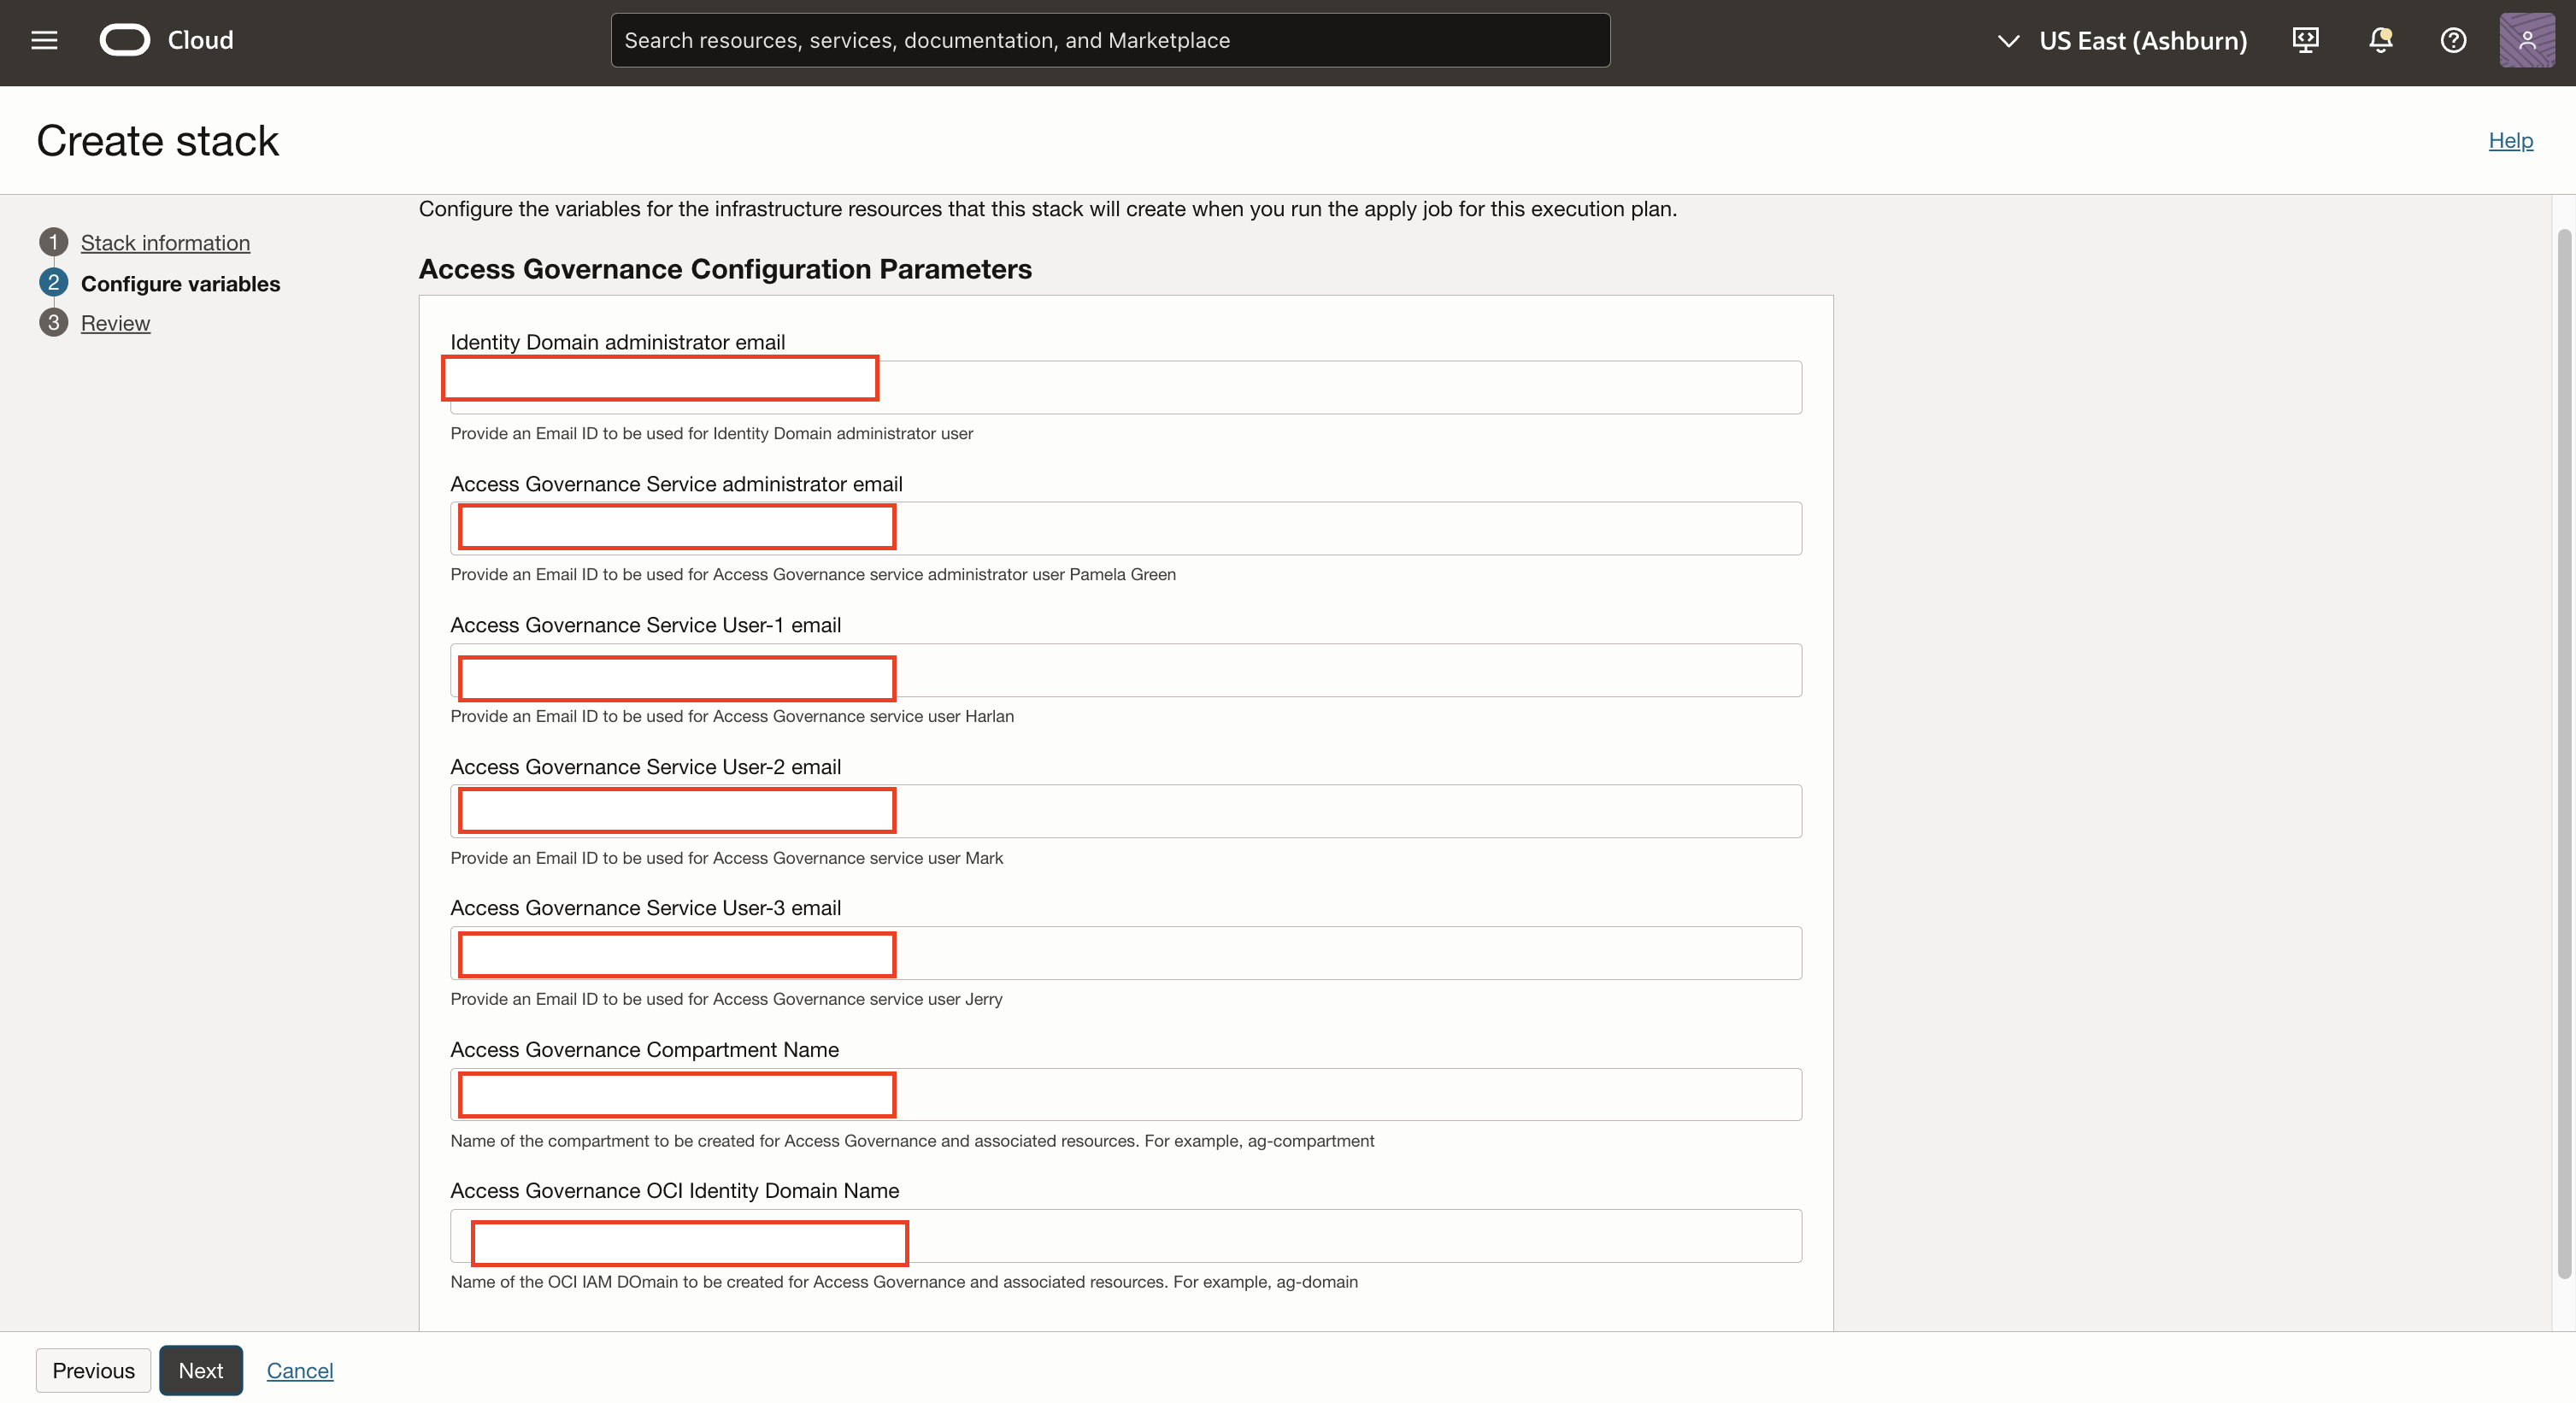 Cloud
Search resources, services, documentation, and Marketplace
US East (Ashburn)
Create stack
Help
1 Stack information
2 Configure variables
3 Review
Configure the variables for the infrastructure resources that this stack will create when you run the apply job for this execution plan.
Access Governance Configuration Parameters
Identity Domain administrator email
Provide an Email ID to be used for Identity Domain administrator user
Access Governance Service administrator email
Provide an Email ID to be used for Access Governance service administrator user Pamela Green
Access Governance Service User-1 email
Provide an Email ID to be used for Access Governance service user Harlan
Access Governance Service User-2 email
Provide an Email ID to be used for Access Governance service user Mark
Access Governance Service User-3 email
Provide an Email ID to be used for Access Governance service user Jerry
Access Governance Compartment Name
Name of the compartment to be created for Access Governance and associated resources. For example, ag-compartment
Access Governance OCI Identity Domain Name
Name of the OCI IAM DOmain to be created for Access Governance and associated resources. For example, ag-domain
Previous
Next
Cancel